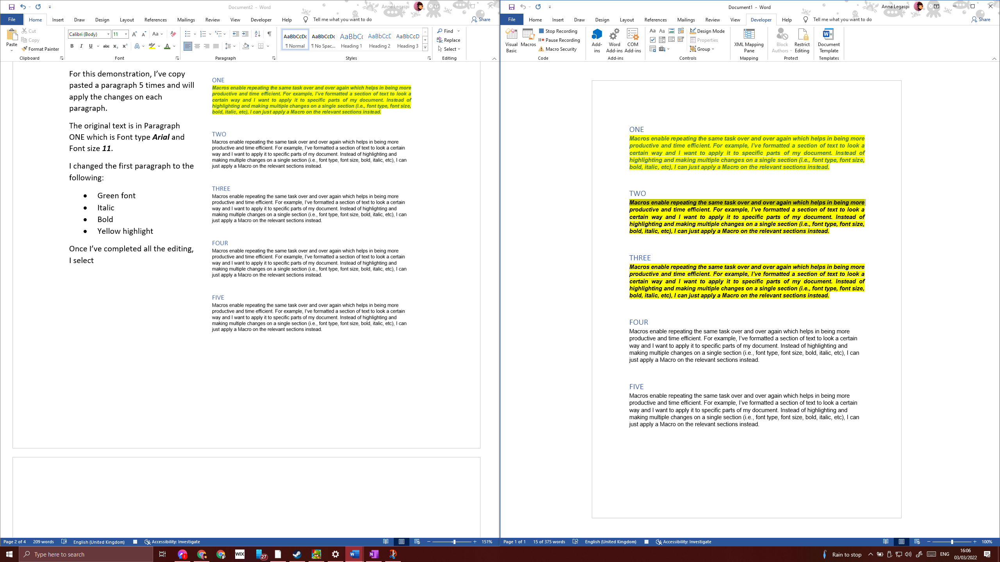 Document2 - Word
Anna Legaspi
File Home Insert Draw Design Layout References Mailings Review View Developer Help Tell me what you want to do Share
Paste
Cut
Copy
Format Painter
Clipboard
Calibri (Body) 11
Font
Paragraph
AaBbCcDc AaBbCcDc AaBbCc AaBbCcD AaBbCcD
¶ Normal ¶ No Spac... Heading 1 Heading 2 Heading 3
Styles
Find
Replace
Select
Editing
For this demonstration, I’ve copy
pasted a paragraph 5 times and will
apply the changes on each
paragraph.
The original text is in Paragraph
ONE which is Font type Arial and
Font size 11.
I changed the first paragraph to the
following:
• Green font
• Italic
• Bold
• Yellow highlight
Once I’ve completed all the editing,
I select
ONE
Macros enable repeating the same task over and over again which helps in being more
productive and time efficient. For example, I’ve formatted a section of text to look a
certain way and I want to apply it to specific parts of my document. Instead of
highlighting and making multiple changes on a single section (i.e., font type, font size,
bold, italic, etc), I can just apply a Macro on the relevant sections instead.
TWO
Macros enable repeating the same task over and over again which helps in being more
productive and time efficient. For example, I’ve formatted a section of text to look a certain
way and I want to apply it to specific parts of my document. Instead of highlighting and
making multiple changes on a single section (i.e., font type, font size, bold, italic, etc), I can
just apply a Macro on the relevant sections instead.
THREE
Macros enable repeating the same task over and over again which helps in being more
productive and time efficient. For example, I’ve formatted a section of text to look a certain
way and I want to apply it to specific parts of my document. Instead of highlighting and
making multiple changes on a single section (i.e., font type, font size, bold, italic, etc), I can
just apply a Macro on the relevant sections instead.
FOUR
Macros enable repeating the same task over and over again which helps in being more
productive and time efficient. For example, I’ve formatted a section of text to look a certain
way and I want to apply it to specific parts of my document. Instead of highlighting and
making multiple changes on a single section (i.e., font type, font size, bold, italic, etc), I can
just apply a Macro on the relevant sections instead.
FIVE
Macros enable repeating the same task over and over again which helps in being more
productive and time efficient. For example, I’ve formatted a section of text to look a certain
way and I want to apply it to specific parts of my document. Instead of highlighting and
making multiple changes on a single section (i.e., font type, font size, bold, italic, etc), I can
just apply a Macro on the relevant sections instead.
Page 2 of 4 209 words English (United Kingdom) Accessibility: Investigate 151%
Document1 - Word
Anna Legaspi
File Home Insert Draw Design Layout References Mailings Review View Developer Help Tell me what you want to do Share
Visual Basic
Macros
Stop Recording
Pause Recording
Macro Security
Code
Add-ins
Word Add-ins
COM Add-ins
Add-ins
Design Mode
Properties
Group
Controls
XML Mapping Pane
Mapping
Block Authors
Restrict Editing
Protect
Document Template
Templates
ONE
Macros enable repeating the same task over and over again which helps in being more
productive and time efficient. For example, I’ve formatted a section of text to look a
certain way and I want to apply it to specific parts of my document. Instead of
highlighting and making multiple changes on a single section (i.e., font type, font size,
bold, italic, etc), I can just apply a Macro on the relevant sections instead.
TWO
Macros enable repeating the same task over and over again which helps in being more
productive and time efficient. For example, I’ve formatted a section of text to look a
certain way and I want to apply it to specific parts of my document. Instead of
highlighting and making multiple changes on a single section (i.e., font type, font size,
bold, italic, etc), I can just apply a Macro on the relevant sections instead.
THREE
Macros enable repeating the same task over and over again which helps in being more
productive and time efficient. For example, I’ve formatted a section of text to look a
certain way and I want to apply it to specific parts of my document. Instead of
highlighting and making multiple changes on a single section (i.e., font type, font size,
bold, italic, etc), I can just apply a Macro on the relevant sections instead.
FOUR
Macros enable repeating the same task over and over again which helps in being more
productive and time efficient. For example, I’ve formatted a section of text to look a certain
way and I want to apply it to specific parts of my document. Instead of highlighting and
making multiple changes on a single section (i.e., font type, font size, bold, italic, etc), I can
just apply a Macro on the relevant sections instead.
FIVE
Macros enable repeating the same task over and over again which helps in being more
productive and time efficient. For example, I’ve formatted a section of text to look a certain
way and I want to apply it to specific parts of my document. Instead of highlighting and
making multiple changes on a single section (i.e., font type, font size, bold, italic, etc), I can
just apply a Macro on the relevant sections instead.
Page 1 of 1 15 of 375 words English (United Kingdom) Accessibility: Investigate 100%
Type here to search
2
WIX
27
Rain to stop ENG
16:06
03/03/2022